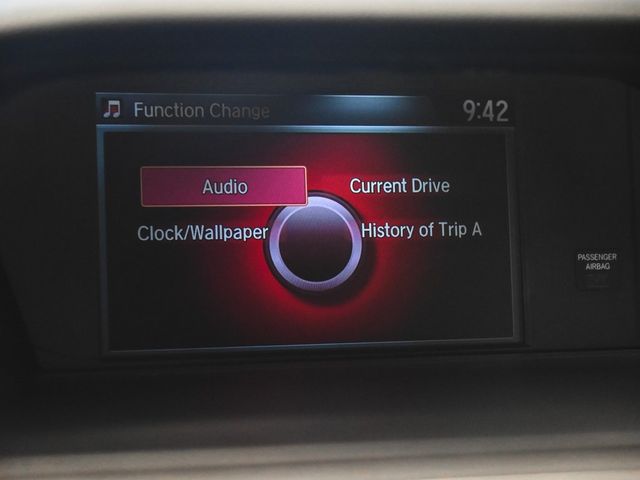 Function Change 9:42
Audio Current Drive
Clock/Wallpaper History of Trip A
PASSENGER
AIRBAG